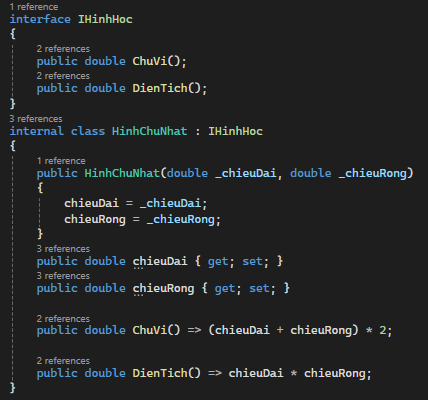 1 reference
interface IHinhHoc
{
2 references
public double ChuVi();
2 references
public double DienTich();
}
3 references
internal class HinhChuNhat : IHinhHoc
{
1 reference
public HinhChuNhat(double _chieuDai, double _chieuRong)
{
chieuDai = _chieuDai;
chieuRong = _chieuRong;
}
3 references
public double chieuDai { get; set; }
3 references
public double chieuRong { get; set; }
2 references
public double ChuVi() => (chieuDai + chieuRong) * 2;
2 references
public double DienTich() => chieuDai * chieuRong;
}